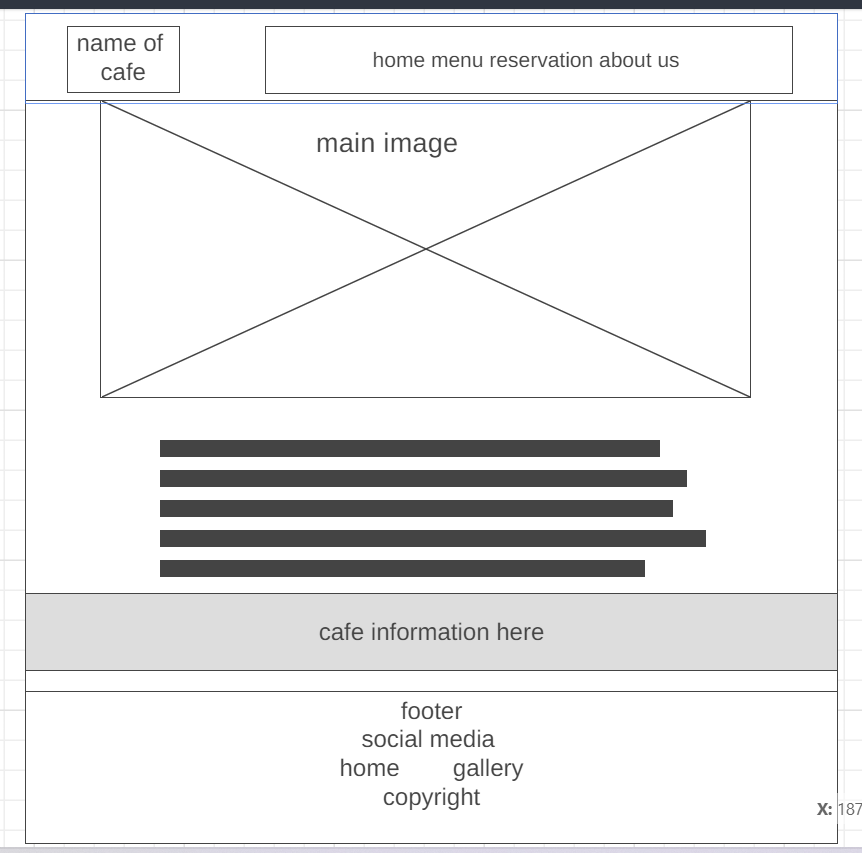 name of
cafe
home menu reservation about us
main image
cafe information here
footer
social media
home gallery
copyright
X: 187